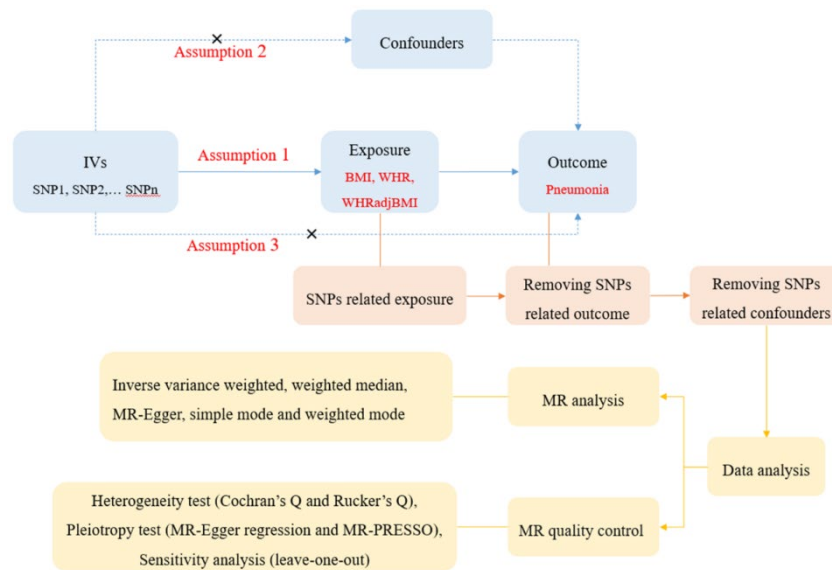 Confounders
Assumption 2
IVs
SNP1, SNP2,… SNPn
Assumption 1
Exposure
BMI, WHR,
WHRadjBMI
Outcome
Pneumonia
Assumption 3
SNPs related exposure
Removing SNPs
related outcome
Removing SNPs
related confounders
Inverse variance weighted, weighted median,
MR-Egger, simple mode and weighted mode
MR analysis
Data analysis
Heterogeneity test (Cochran’s Q and Rucker’s Q),
Pleiotropy test (MR-Egger regression and MR-PRESSO),
Sensitivity analysis (leave-one-out)
MR quality control